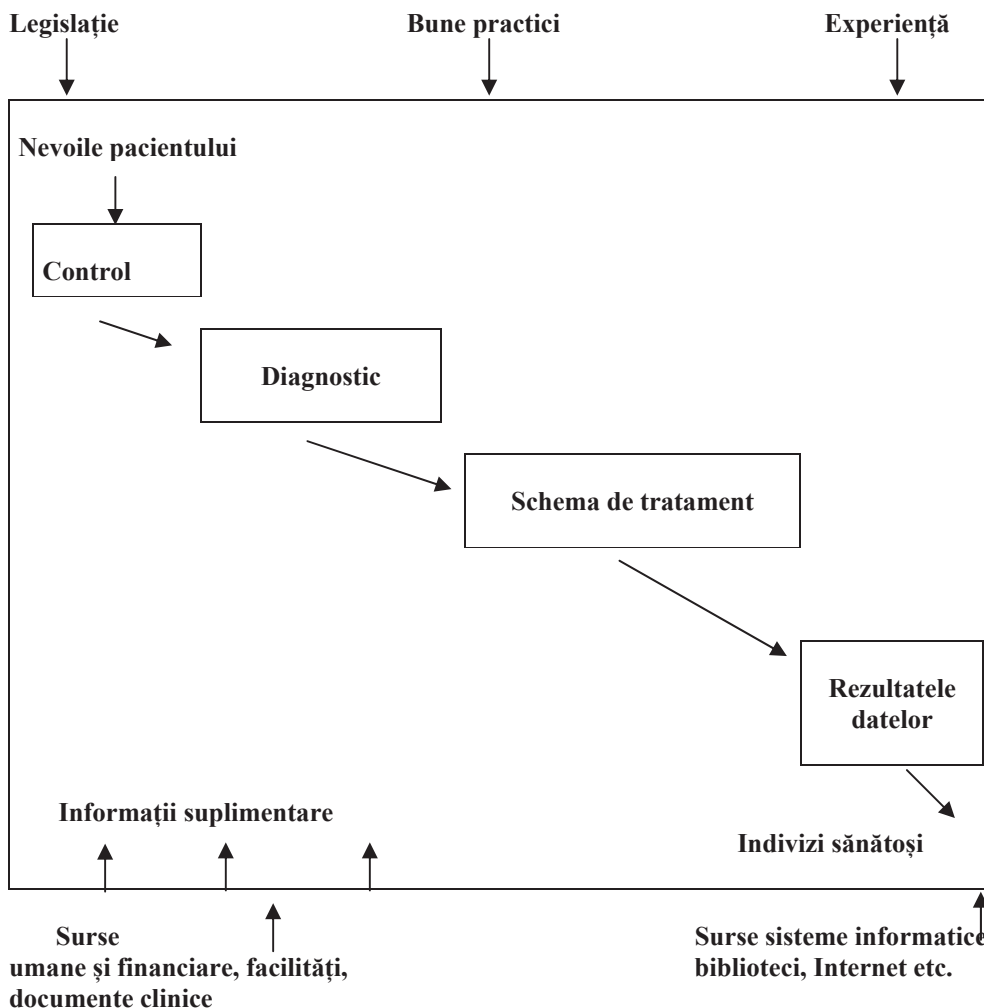 Legislație
Bune practici
Experiență
Nevoile pacientului
Control
Diagnostic
Schema de tratament
Rezultatele
datelor
Informații suplimentare
Indivizi sănătoși
Surse
umane și financiare, facilități,
documente clinice
Surse sisteme informatice
biblioteci, Internet etc.